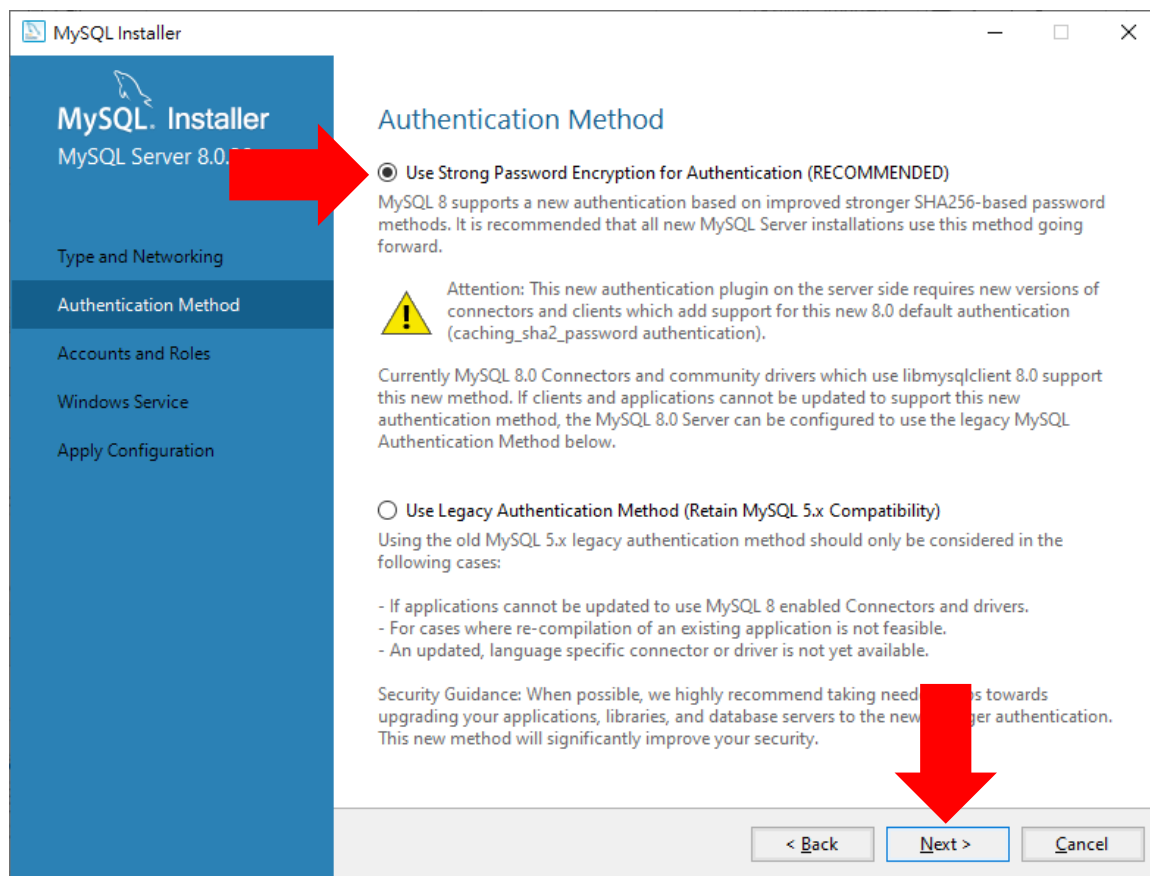 MySQL Installer
MySQL. Installer
MySQL Server 8.0.
Type and Networking
Authentication Method
Accounts and Roles
Windows Service
Apply Configuration
Authentication Method
Use Strong Password Encryption for Authentication (RECOMMENDED)
MySQL 8 supports a new authentication based on improved stronger SHA256-based password
methods. It is recommended that all new MySQL Server installations use this method going
forward.
Attention: This new authentication plugin on the server side requires new versions of
connectors and clients which add support for this new 8.0 default authentication
(caching_sha2_password authentication).
Currently MySQL 8.0 Connectors and community drivers which use libmysqlclient 8.0 support
this new method. If clients and applications cannot be updated to support this new
authentication method, the MySQL 8.0 Server can be configured to use the legacy MySQL
Authentication Method below.
Use Legacy Authentication Method (Retain MySQL 5.x Compatibility)
Using the old MySQL 5.x legacy authentication method should only be considered in the
following cases:
- If applications cannot be updated to use MySQL 8 enabled Connectors and drivers.
- For cases where re-compilation of an existing application is not feasible.
- An updated, language specific connector or driver is not yet available.
Security Guidance: When possible, we highly recommend taking towards
upgrading your applications, libraries, and database servers to the new authentication.
This new method will significantly improve your security.
< Back
Next >
Cancel